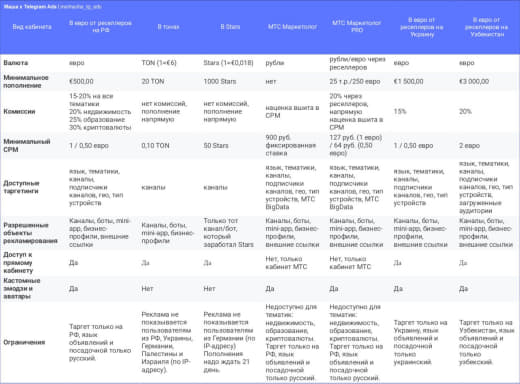 Маша х Telegram Ads | me/masha_tg_ads
Вид кабинета
В евро от реселлеров на РФ
В тонах
В Stars
МТС Маркетолог
МТС Маркетолог PRO
В евро от реселлеров на Украину
В евро от реселлеров на Узбекистан
Валюта
евро
TON (1=€6)
Stars (1=€0,018)
рубли
рубли/евро через реселлеров
евро
евро
Минимальное пополнение
€500,00
20 TON
1000 Stars
нет
25 т.р./250 евро
€1 500,00
€3 000,00
Комиссии
15-20% на все тематики
20% недвижимость
25% образование
30% криптовалюты
нет комиссий, пополнение напрямую
нет комиссий, пополнение напрямую
наценка вшита в CPM
20% через реселлеров, напрямую наценка вшита в CPM
15%
20%
Минимальный CPM
1 / 0,50 евро
0,10 TON
50 Stars
900 руб. фиксированная ставка
127 руб. (1 евро) / 64 руб. (0,50 евро)
1 / 0,50 евро
2 евро
Доступные таргетинги
язык, тематики, каналы, подписчики каналов, гео, тип устройств
каналы
каналы
язык, тематики, каналы, подписчики каналов, гео, тип устройств, МТС BigData
язык, тематики, каналы, подписчики каналов, гео, тип устройств, МТС BigData
язык, тематики, каналы, подписчики каналов, гео, тип устройств
язык, тематики, каналы, подписчики каналов, гео, тип устройств, загруженные аудитории
Разрешенные объекты рекламирования
Каналы, боты, mini-app, бизнес-профили, внешние ссылки
Каналы, боты, mini-app, бизнес-профили
Только тот канал/бот, который заработал Stars
Каналы, боты, mini-app, бизнес-профили, внешние ссылки
Каналы, боты, mini-app, бизнес-профили, внешние ссылки
Каналы, боты, mini-app, бизнес-профили, внешние ссылки
Каналы, боты, mini-app, бизнес-профили, внешние ссылки
Доступ к прямому кабинету
Да
Да
Да
Нет, только кабинет МТС
Нет, только кабинет МТС
Да
Да
Кастомные эмодзи и аватары
Да
Нет
Нет
Да
Да
Да
Да
Ограничения
Таргет только на РФ, язык объявлений и посадочной только русский.
Реклама не показывается пользователям из РФ, Украины, Германии, Палестины и Израиля (по IP-адресу).
Реклама не показывается пользователям из Германии (по IP-адресу) Пополнения надо ждать 21 день.
Недоступно для тематик: недвижимость, образование, криптовалюты. Таргет только на РФ, язык объявлений и посадочной только русский.
Недоступно для тематик: недвижимость, образование, криптовалюты. Таргет только на РФ, язык объявлений и посадочной только русский.
Таргет только на Украину, язык объявлений и посадочной только украинский.
Таргет только на Узбекистан, язык объявлений и посадочной только узбекский.